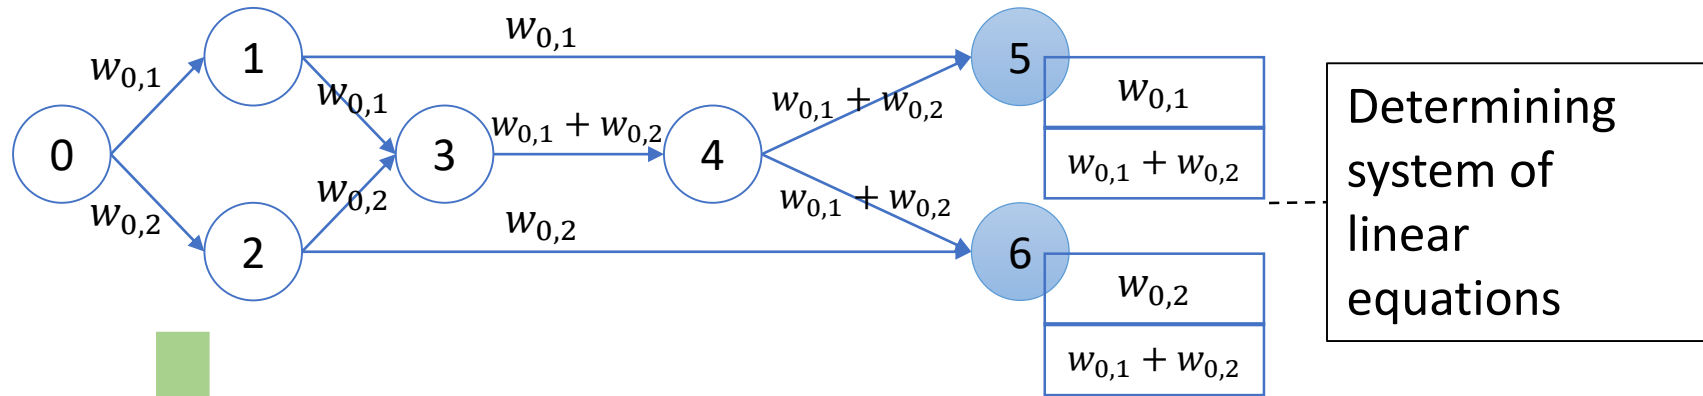 w₀,₁
1
w₀,₁
5
w₀,₁
w₀,₁
w₀,₁ + w₀,₂
0
3
w₀,₁ + w₀,₂
4
w₀,₁ + w₀,₂
w₀,₂
w₀,₂
w₀,₁ + w₀,₂
2
w₀,₂
6
w₀,₂
w₀,₁ + w₀,₂
Determining
system of
linear
equations